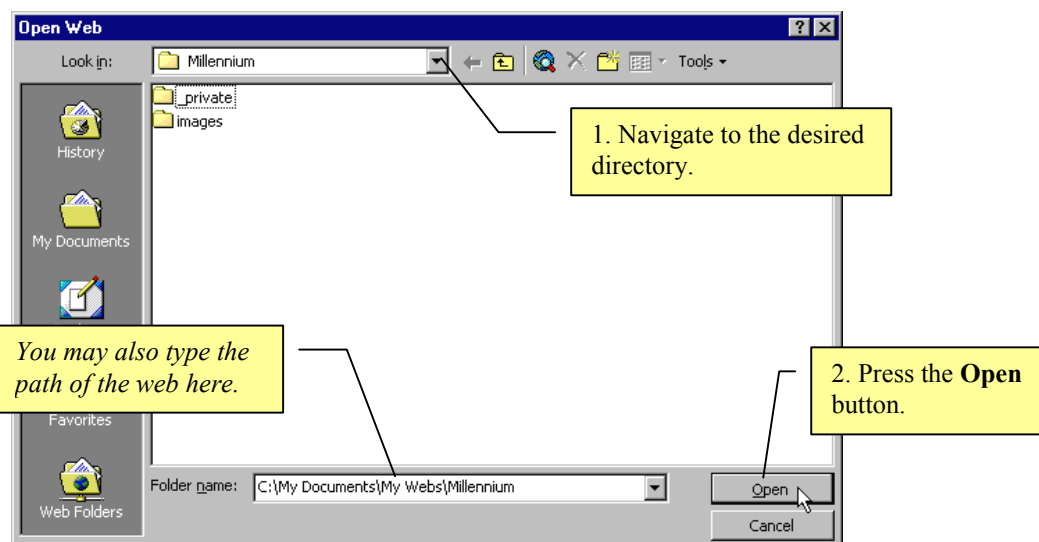 Open Web
Look in: Millennium Tools
_private
images
1. Navigate to the desired
directory.
History
My Documents
You may also type the
path of the web here.
2. Press the Open
button.
Favorites
Folder name: C:\My Documents\My Webs\Millennium Open
Web Folders
Cancel